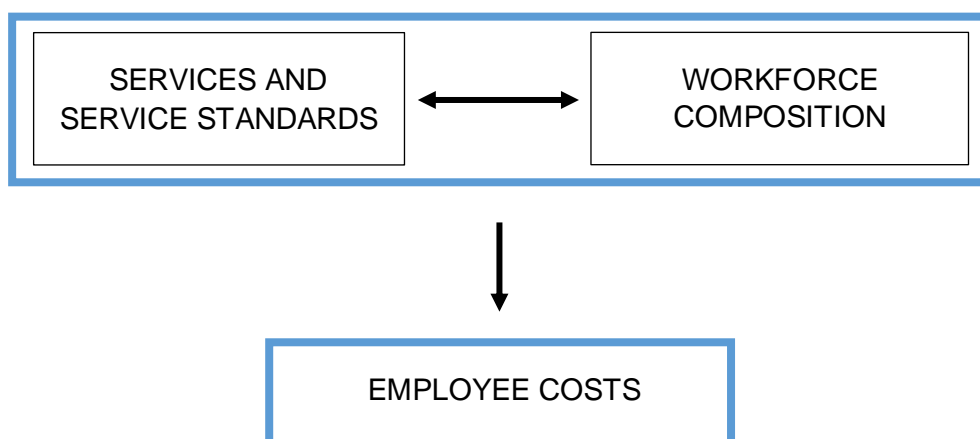 SERVICES AND
SERVICE STANDARDS
WORKFORCE
COMPOSITION
EMPLOYEE COSTS